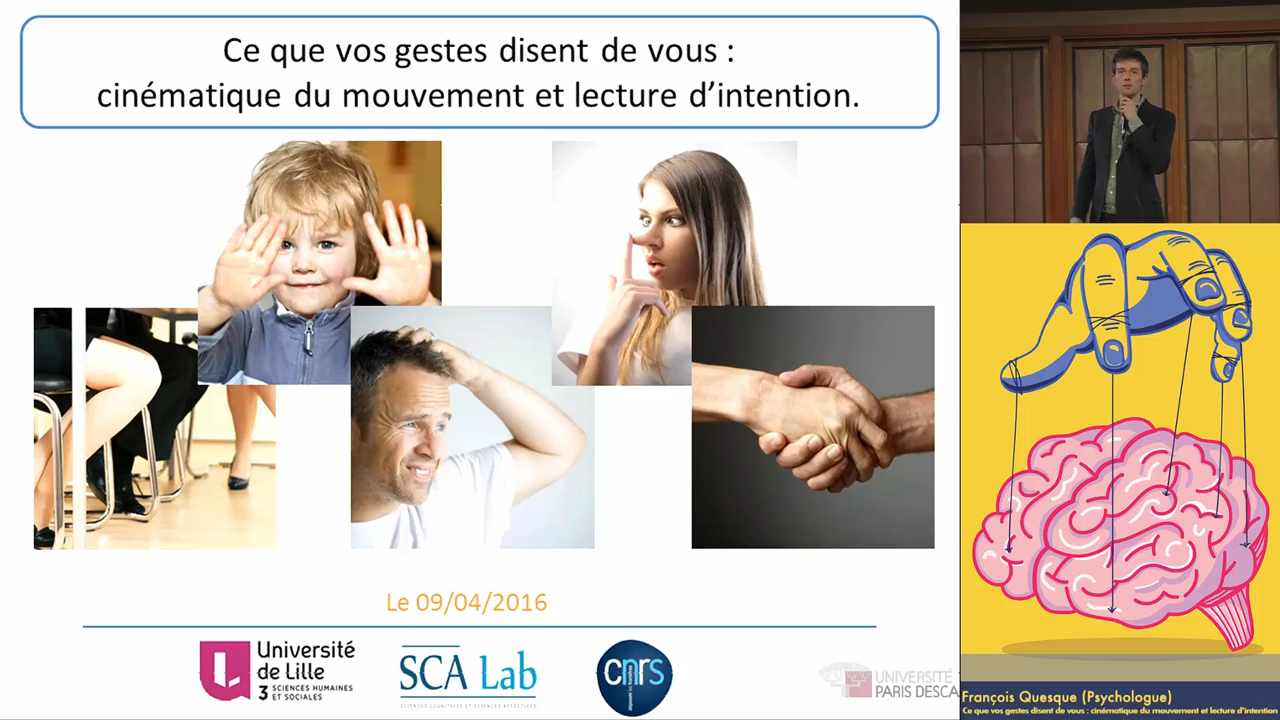 Ce que vos gestes disent de vous :
cinématique du mouvement et lecture d’intention.
Le 09/04/2016
Université
de Lille
3 SCIENCES HUMAINES
ET SOCIALES
SCA Lab
SCIENCES COGNITIVES ET SCIENCES AFFECTIVES
cnrs
UNIVERSITÉ
PARIS DESCA
François Quesque (Psychologue)
Ce que vos gestes disent de vous : cinématique du mouvement et lecture d'intention